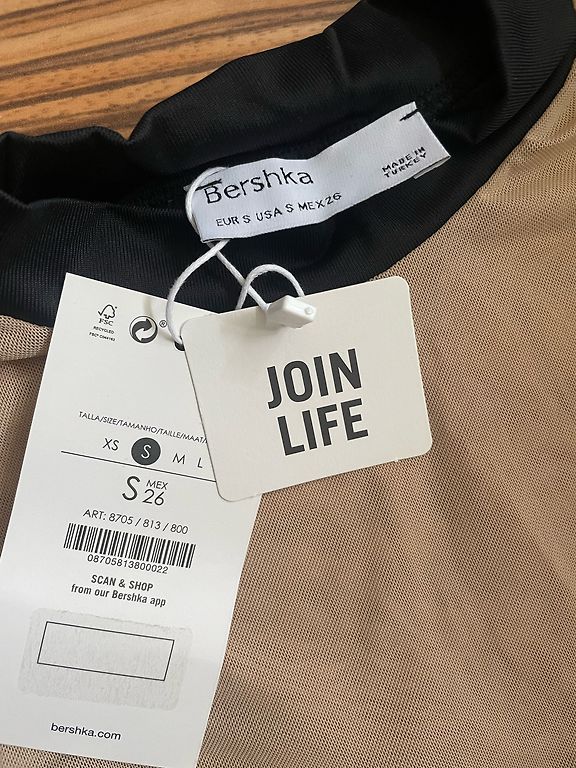 Bershka
EUR S USA S MEX26
MADE IN
TURKEY
FSC
RECYCLED
JOIN
LIFE
TALLA/SIZE/TAMANHO/TAILLE/MAAT/
XS S M L
S MEX
26
ART: 8705 / 813 / 800
08705813800022
SCAN & SHOP
from our Bershka app
bershka.com